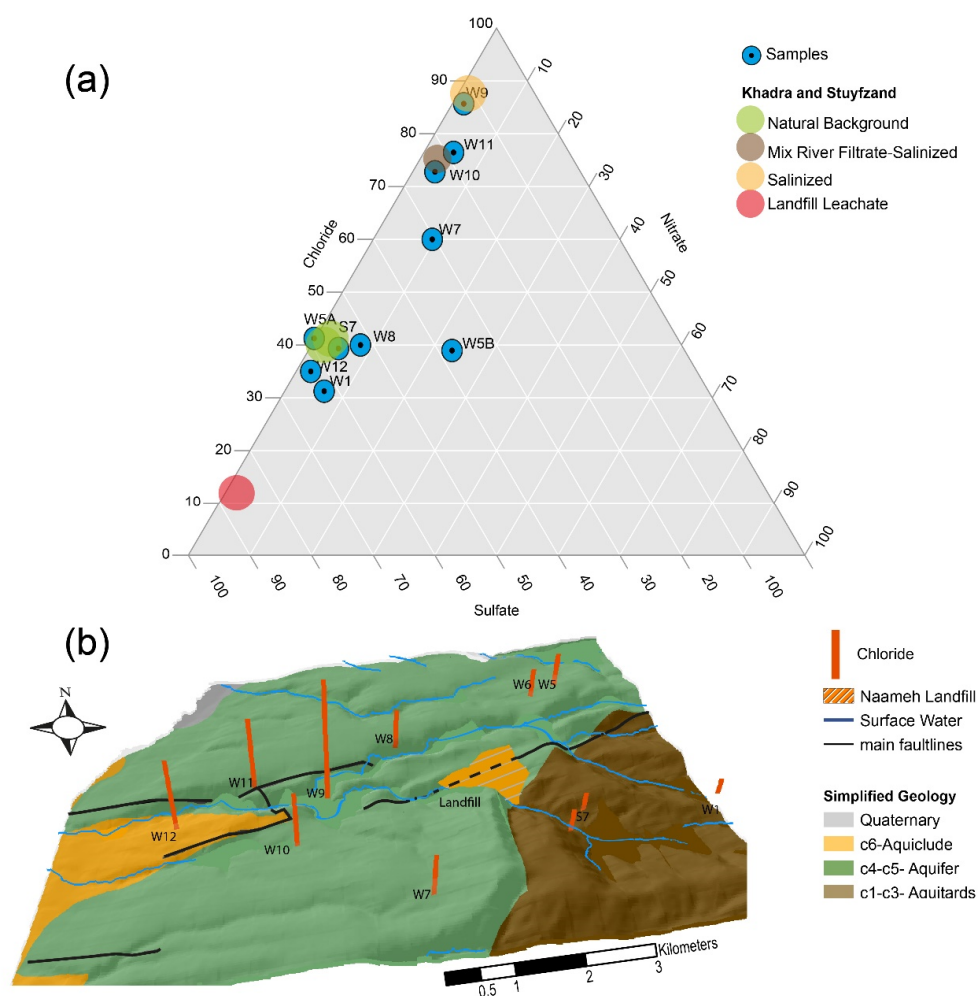 (a)
100
90
80
70
60
50
40
30
20
10
0
Chloride
10
20
30
40
50
60
70
80
90
100
Nitrate
100
90
80
70
60
50
40
30
20
100
Sulfate
W9
W11
W10
W7
W5A
S7
W8
W5B
W12
W1
Samples
Khadra and Stuyfzand
Natural Background
Mix River Filtrate-Salinized
Salinized
Landfill Leachate
(b)
N
W6
W5
W8
W11
W9
W12
W10
W7
Landfill
S7
W1
0.5
1
2
3
Kilometers
Chloride
Naameh Landfill
Surface Water
main faultlines
Simplified Geology
Quaternary
c6-Aquiclude
c4-c5- Aquifer
c1-c3- Aquitards